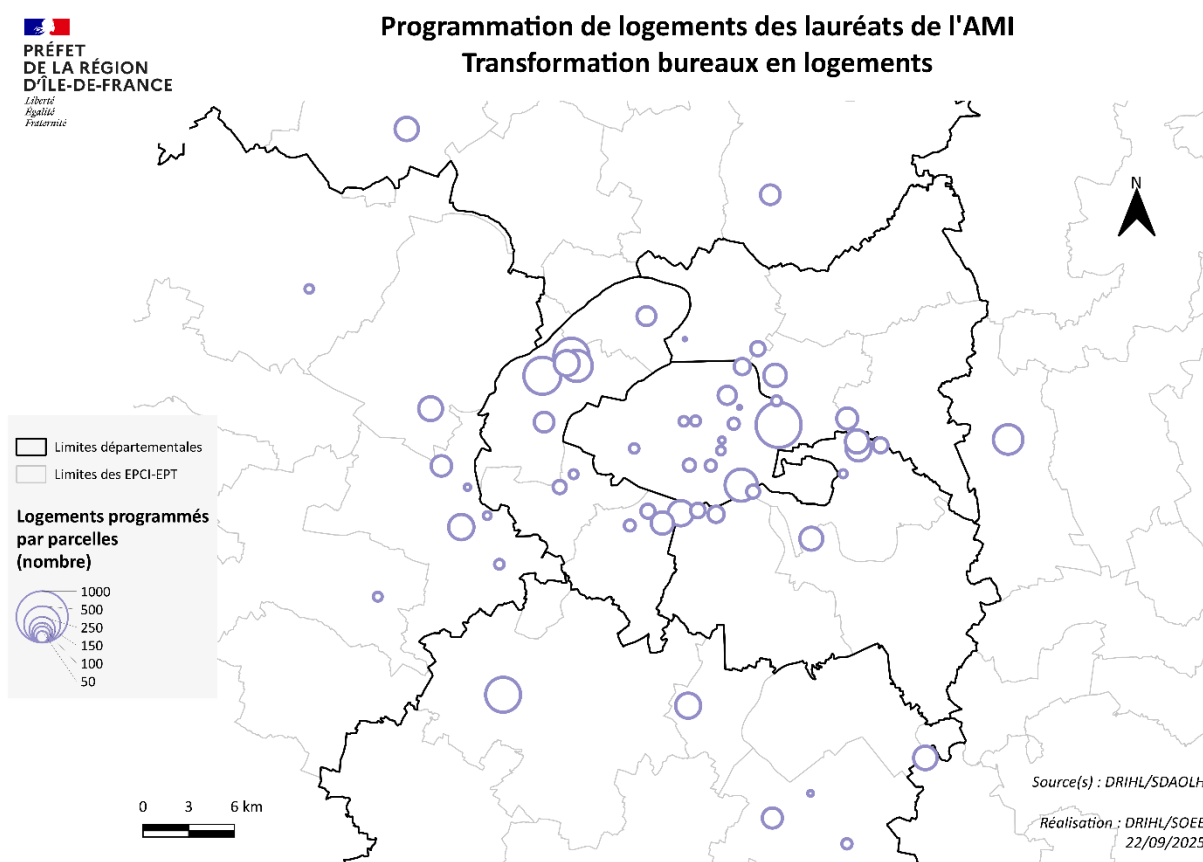 PRÉFET
DE LA RÉGION
D'ÎLE-DE-FRANCE
Liberté
Égalité
Fraternité
Programmation de logements des lauréats de l'AMI
Transformation bureaux en logements
N
Limites départementales
Limites des EPCI-EPT
Logements programmés
par parcelles
(nombre)
1000
500
250
150
100
50
0 3 6 km
Source(s) : DRIHL/SDAOLH
Réalisation : DRIHL/SOEE
22/09/2025